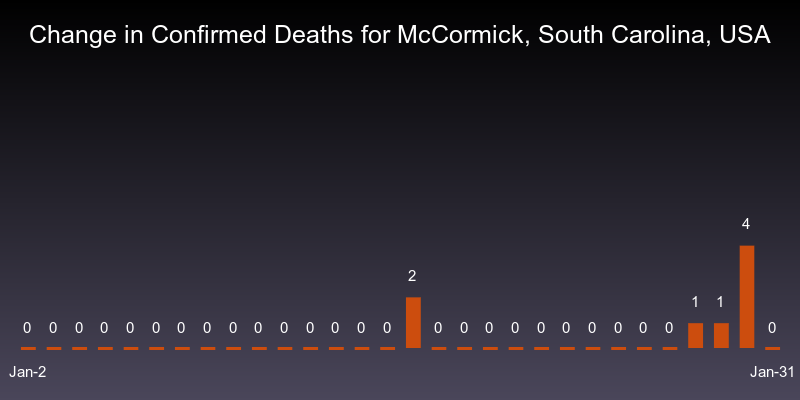 Change in Confirmed Deaths for McCormick, South Carolina, USA
4
2
1 1
0 0 0 0 0 0 0 0 0 0 0 0 0 0 0 0 0 0 0 0 0 0 0 0 0 0
Jan-2 Jan-31